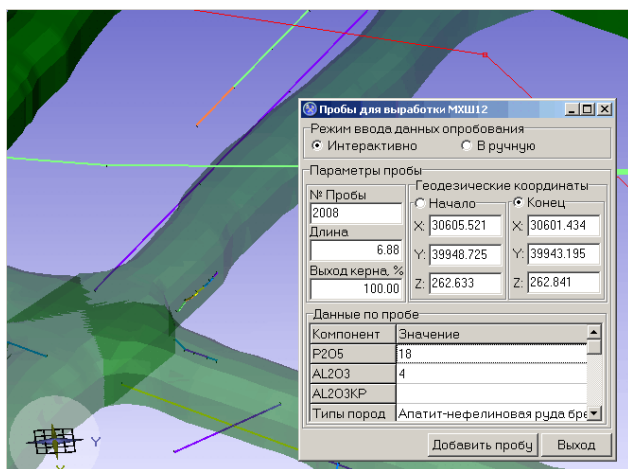 Пробы для выработки МХШ12
Режим ввода данных опробования
Интерактивно В ручную
Параметры пробы
№ Пробы
2008
Длина
6.88
Выход керна, %
100.00
Геодезические координаты
Начало Конец
X: 30605.521 X: 30601.434
Y: 39948.725 Y: 39943.195
Z: 262.633 Z: 262.841
Данные по пробе
Компонент Значение
P2O5 18
AL2O3 4
AL2O3KP
Типы пород Апатит-нефелиновая руда бре
Добавить пробу Выход
Y